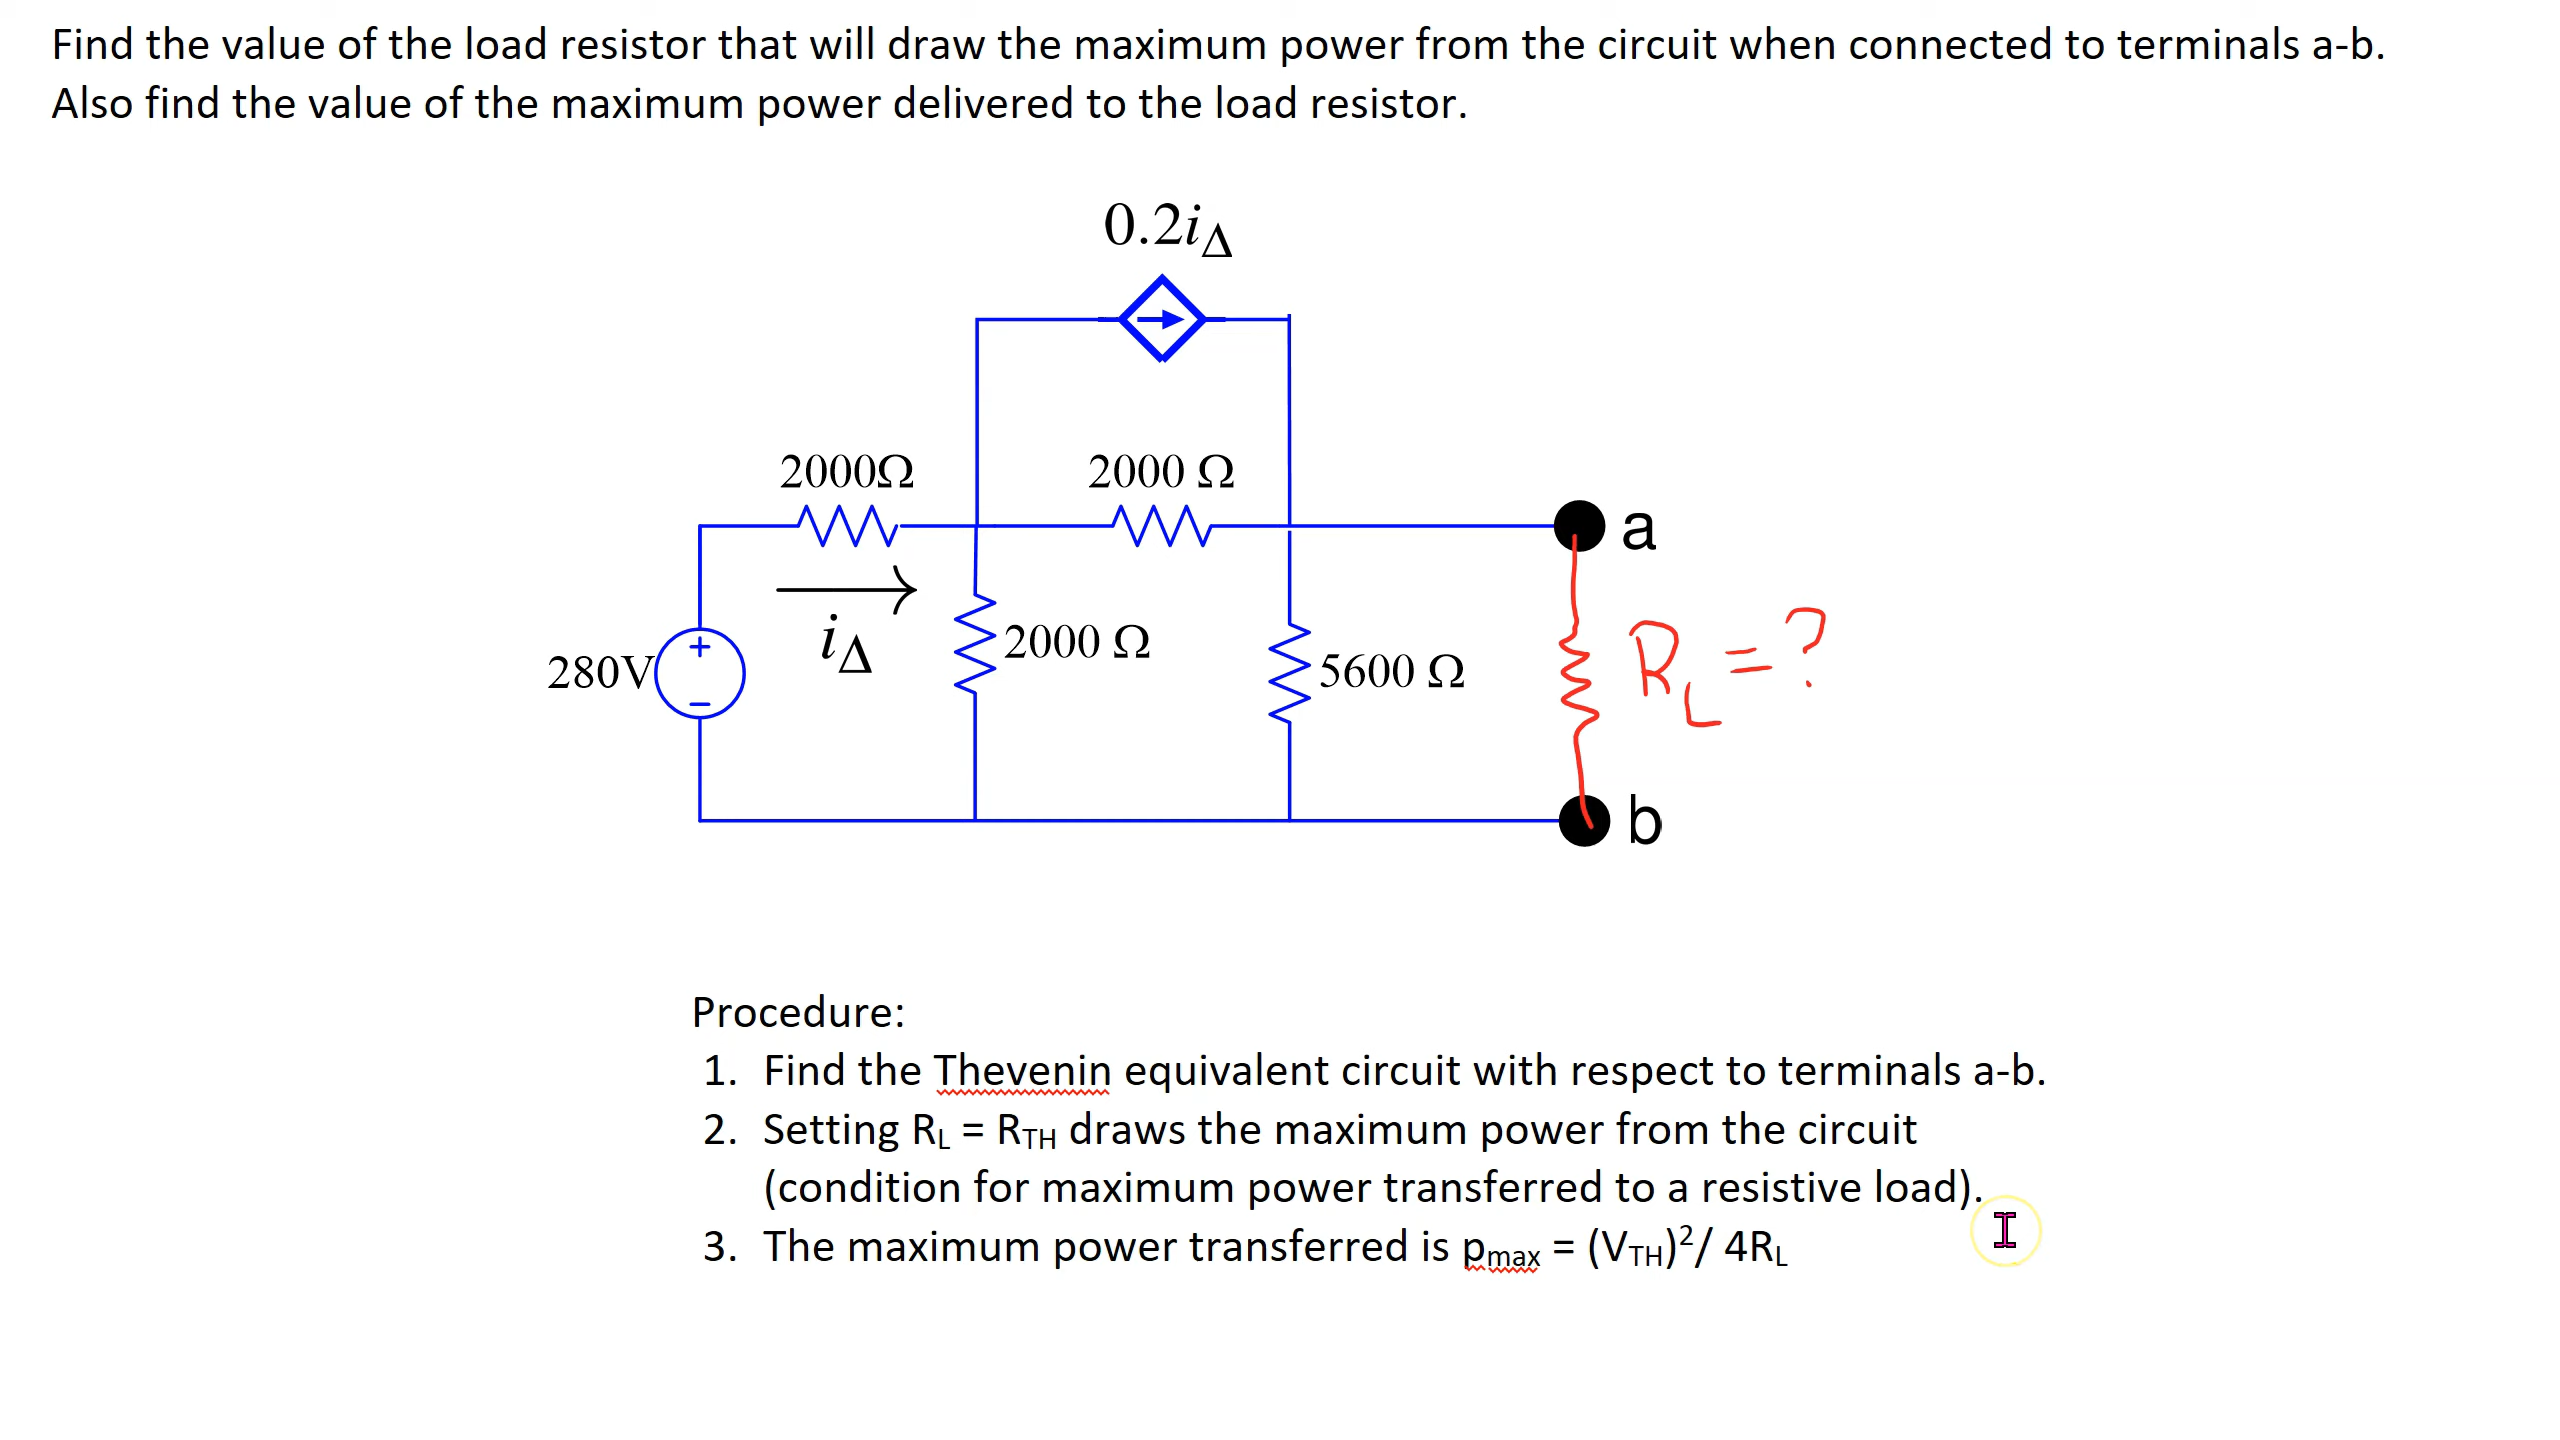 Find the value of the load resistor that will draw the maximum power from the circuit when connected to terminals a-b.
Also find the value of the maximum power delivered to the load resistor.
0.2iΔ
2000Ω
2000 Ω
a
iΔ
2000 Ω
280V
+
−
5600 Ω
RL = ?
b
Procedure:
1. Find the Thevenin equivalent circuit with respect to terminals a-b.
2. Setting RL = RTH draws the maximum power from the circuit
(condition for maximum power transferred to a resistive load).
3. The maximum power transferred is pmax = (VTH)²/ 4RL